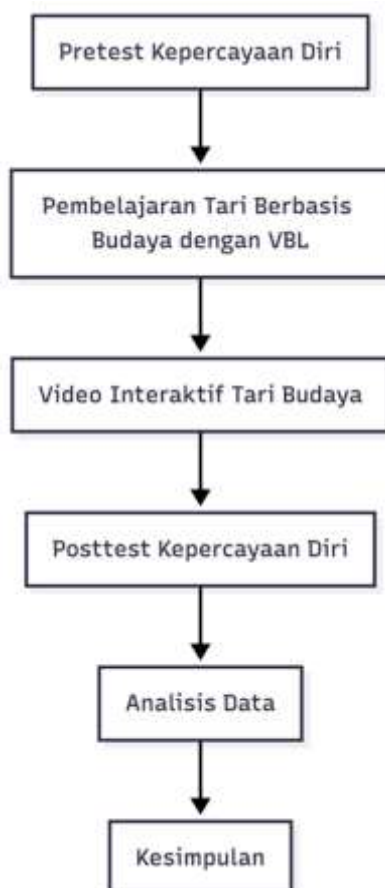 Pretest Kepercayaan Diri
Pembelajaran Tari Berbasis
Budaya dengan VBL
Video Interaktif Tari Budaya
Posttest Kepercayaan Diri
Analisis Data
Kesimpulan